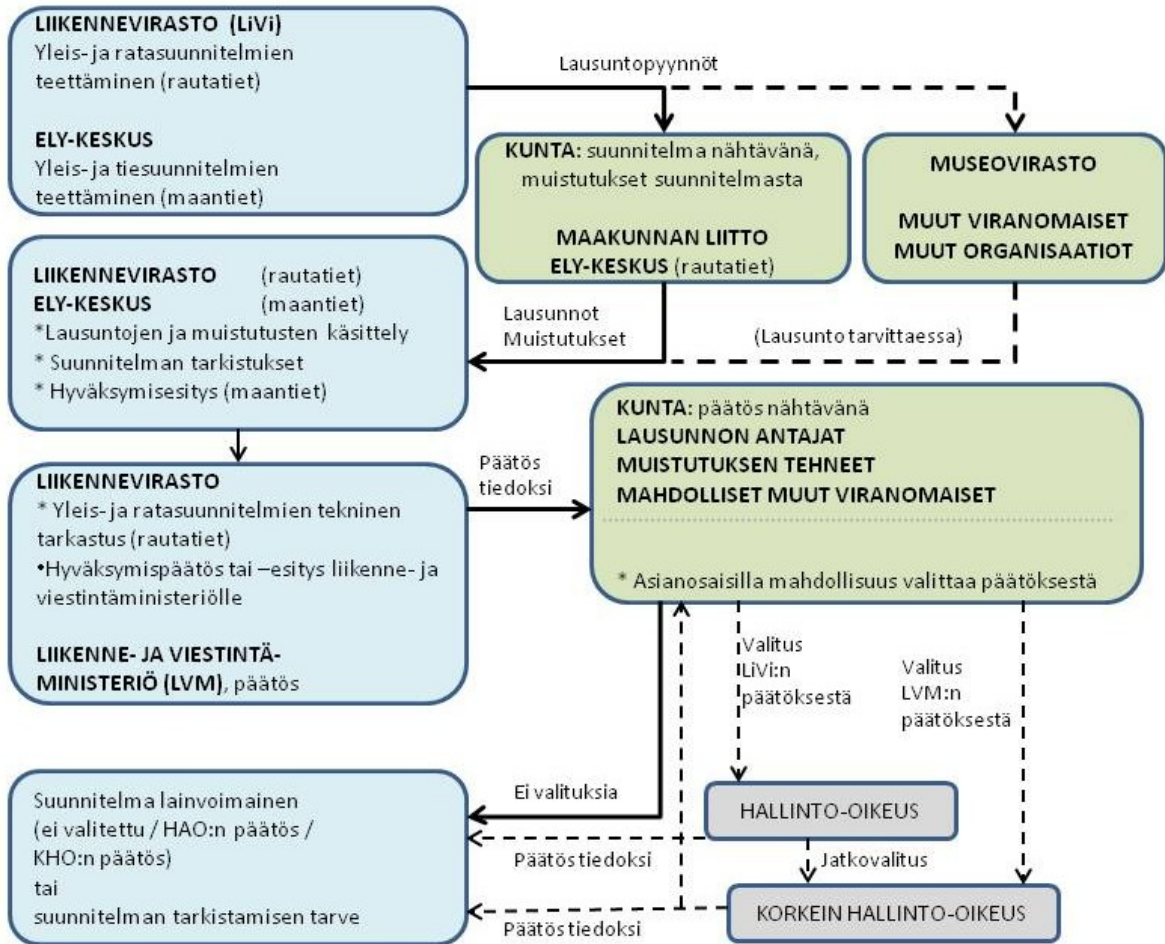 LIIKENNEVIRASTO (LiVi)
Yleis- ja ratasuunnitelmien
teettäminen (rautatiet)
ELY-KESKUS
Yleis- ja tiesuunnitelmien
teettäminen (maantiet)
Lausuntopyynnöt
KUNTA: suunnitelma nähtävänä,
muistutukset suunnitelmasta
MAAKUNNAN LIITTO
ELY-KESKUS (rautatiet)
MUSEOVIRASTO
MUUT VIRANOMAISET
MUUT ORGANISAATIOT
LIIKENNEVIRASTO (rautatiet)
ELY-KESKUS (maantiet)
*Lausuntojen ja muistutusten käsittely
* Suunnitelman tarkistukset
* Hyväksymisesitys (maantiet)
Lausunnot
Muistutukset
(Lausunto tarvittaessa)
LIIKENNEVIRASTO
* Yleis- ja ratasuunnitelmien tekninen
tarkastus (rautatiet)
•Hyväksymispäätös tai –esitys liikenne- ja
viestintäministeriölle
LIIKENNE- JA VIESTINTÄ-
MINISTERIÖ (LVM), päätös
Päätös
tiedoksi
KUNTA: päätös nähtävänä
LAUSUNNON ANTAJAT
MUISTUTUKSEN TEHNEET
MAHDOLLISET MUUT VIRANOMAISET
* Asianosaisilla mahdollisuus valittaa päätöksestä
Valitus
LiVi:n
päätöksestä
Valitus
LVM:n
päätöksestä
Suunnitelma lainvoimainen
(ei valitettu / HAO:n päätös /
KHO:n päätös)
tai
suunnitelman tarkistamisen tarve
Ei valituksia
HALLINTO-OIKEUS
Päätös tiedoksi
Jatkovalitus
KORKEIN HALLINTO-OIKEUS
Päätös tiedoksi